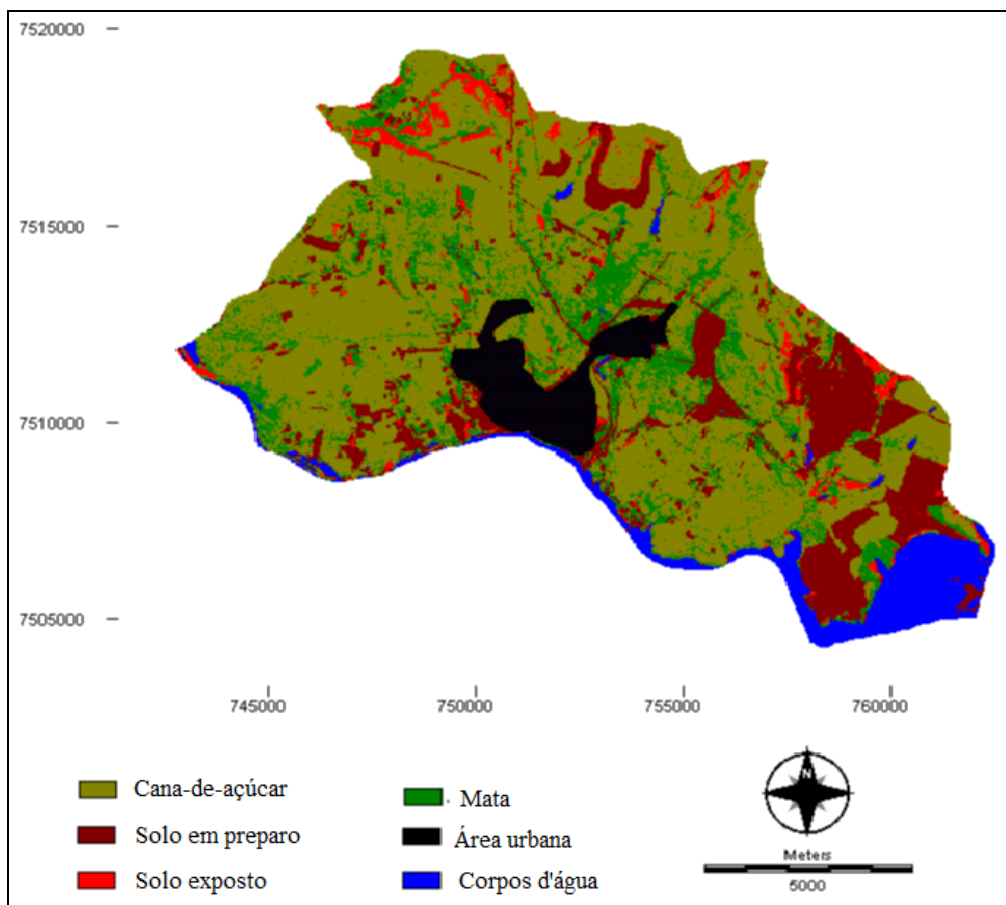 7520000
7515000
7510000
7505000
745000 750000 755000 760000
Cana-de-açúcar
Solo em preparo
Solo exposto
Mata
Área urbana
Corpos d'água
N
Meters
5000